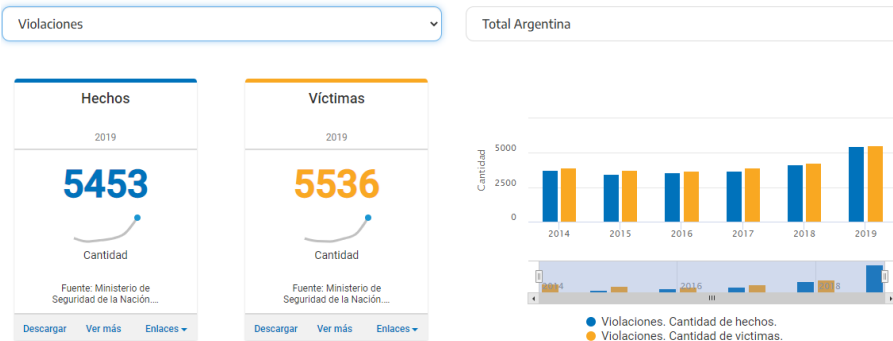 Violaciones
Total Argentina
Hechos
2019
5453
Cantidad
Fuente: Ministerio de
Seguridad de la Nación....
Descargar Ver más Enlaces
Víctimas
2019
5536
Cantidad
Fuente: Ministerio de
Seguridad de la Nación....
Descargar Ver más Enlaces
Cantidad
5000
2500
0
2014 2015 2016 2017 2018 2019
2014 2016 2018
Violaciones. Cantidad de hechos.
Violaciones. Cantidad de victimas.